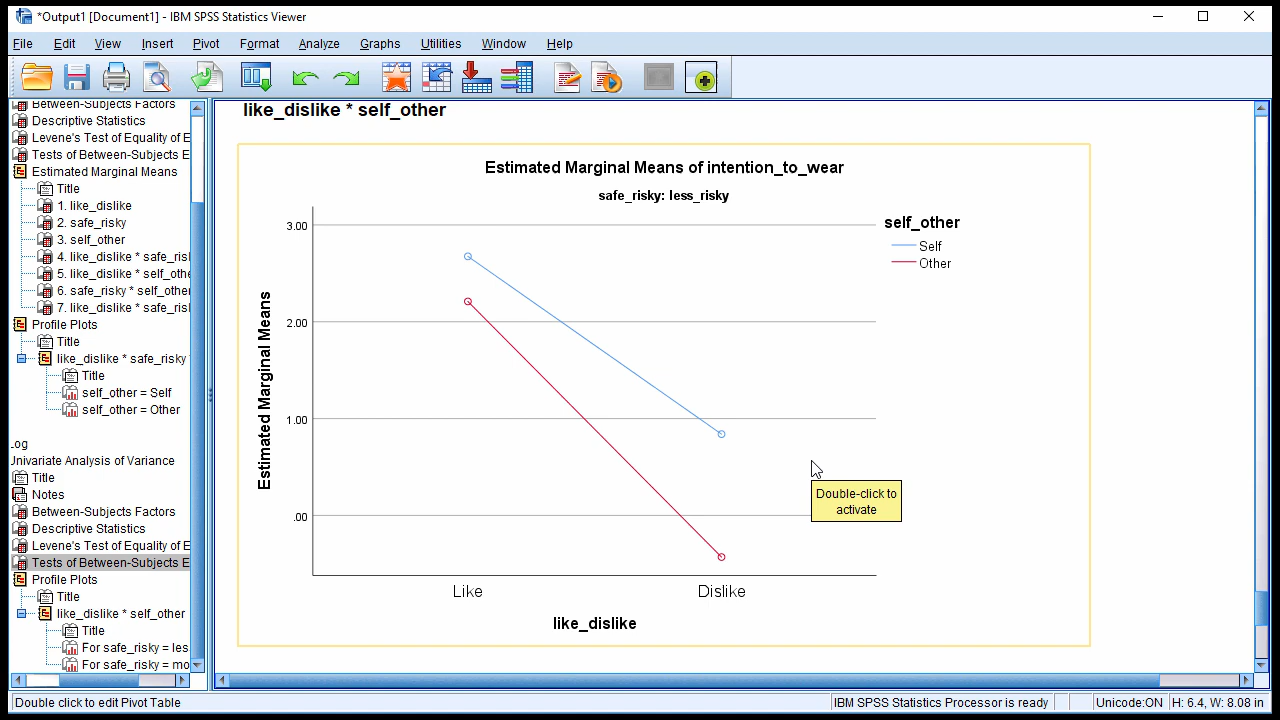 *Output1 [Document1] - IBM SPSS Statistics Viewer
File Edit View Insert Pivot Format Analyze Graphs Utilities Window Help
Between-Subjects Factors
Descriptive Statistics
Levene's Test of Equality of E
Tests of Between-Subjects E
Estimated Marginal Means
Title
1. like_dislike
2. safe_risky
3. self_other
4. like_dislike * safe_risl
5. like_dislike * self_othe
6. safe_risky * self_other
7. like_dislike * safe_risl
Profile Plots
Title
like_dislike * safe_risky
Title
self_other = Self
self_other = Other
Log
Univariate Analysis of Variance
Title
Notes
Between-Subjects Factors
Descriptive Statistics
Levene's Test of Equality of E
Tests of Between-Subjects E
Profile Plots
Title
like_dislike * self_other
Title
For safe_risky = les
For safe_risky = mo
like_dislike * self_other
Estimated Marginal Means of intention_to_wear
safe_risky: less_risky
Estimated Marginal Means
3.00
2.00
1.00
.00
Like Dislike
like_dislike
self_other
Self
Other
Double-click to
activate
Double click to edit Pivot Table
IBM SPSS Statistics Processor is ready
Unicode:ON
H: 6.4, W: 8.08 in